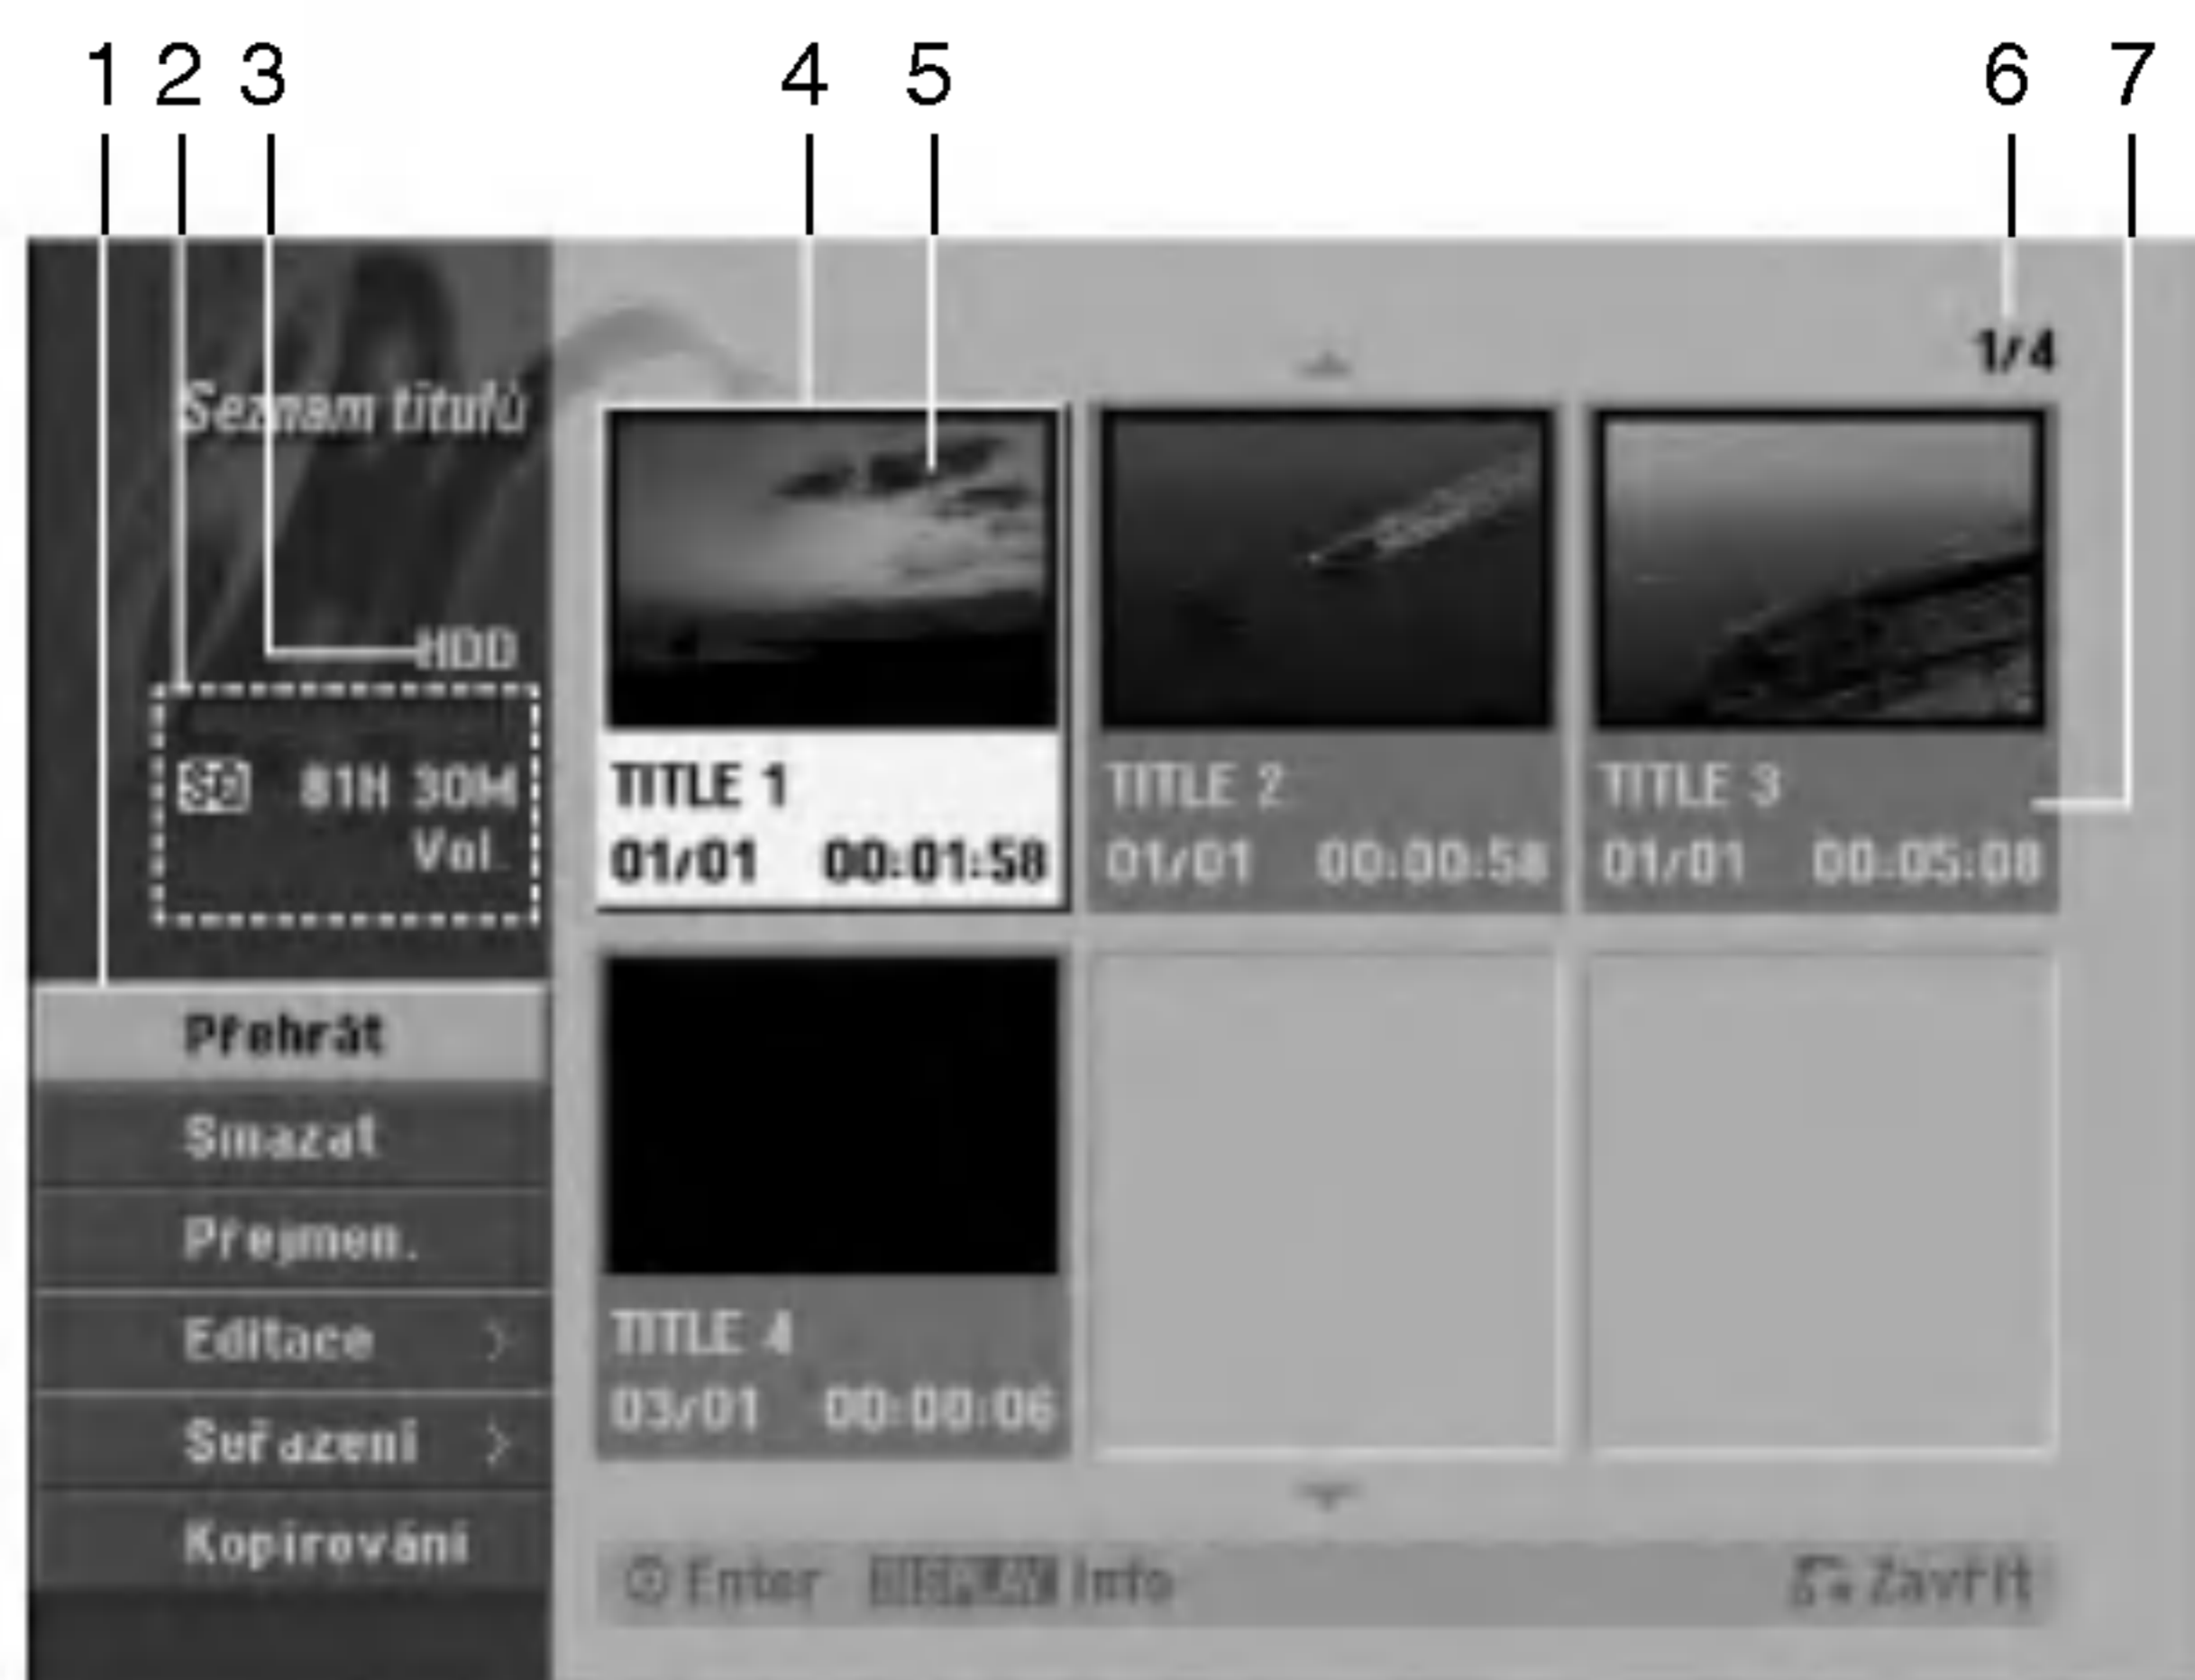 1 2 3 4 5 6 7
1/4
Seznam titulů
HDD
SQ 81H 30M
Vol.
TITLE 1
01/01 00:01:58
TITLE 2
01/01 00:00:58
TITLE 3
01/01 00:05:08
Přehrát
Smazat
Přejmen.
Editace >
Seřazení >
Kopírování
TITLE 4
03/01 00:00:06
Enter DISPLAY Info Zavřít